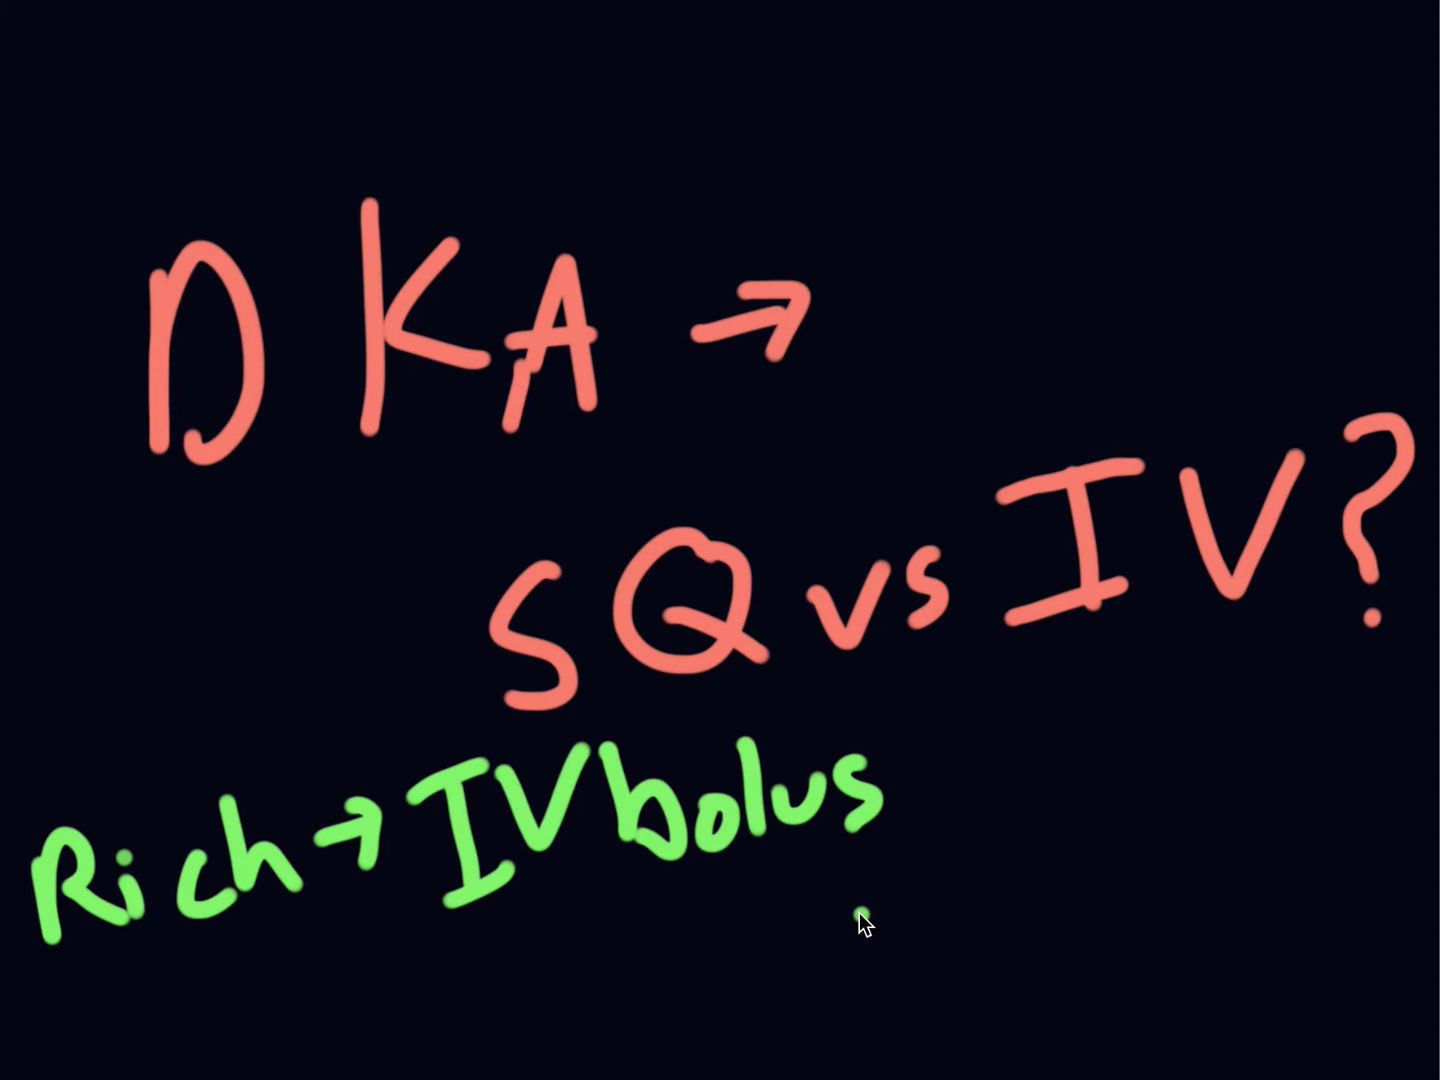 DKA →
SQ vs IV?
Rich → IV bolus